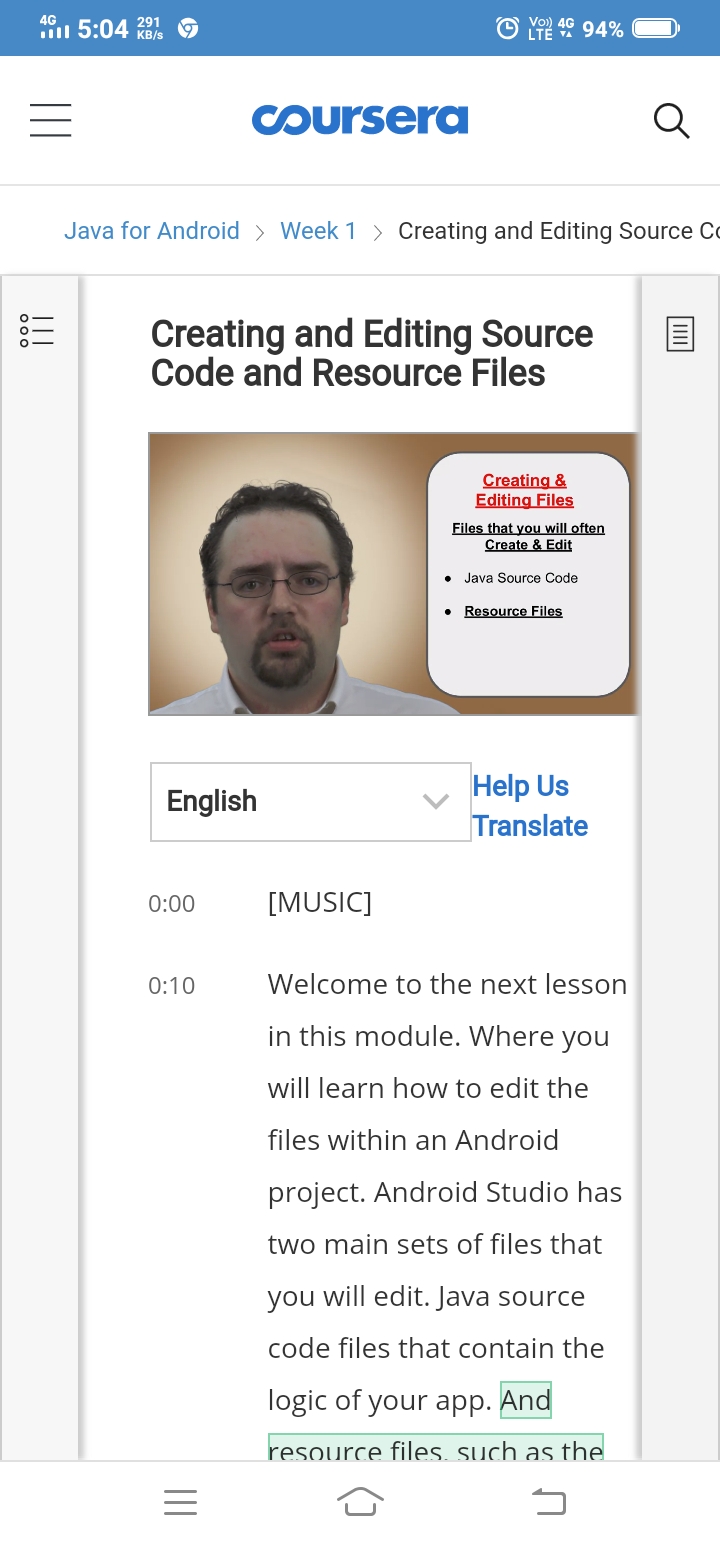 4G 5:04 291 KB/s Vo)) LTE 4G 94%
coursera
Java for Android > Week 1 > Creating and Editing Source Co
Creating and Editing Source
Code and Resource Files
Creating &
Editing Files
Files that you will often
Create & Edit
• Java Source Code
• Resource Files
English
Help Us
Translate
0:00 [MUSIC]
0:10 Welcome to the next lesson
in this module. Where you
will learn how to edit the
files within an Android
project. Android Studio has
two main sets of files that
you will edit. Java source
code files that contain the
logic of your app. And
resource files, such as the